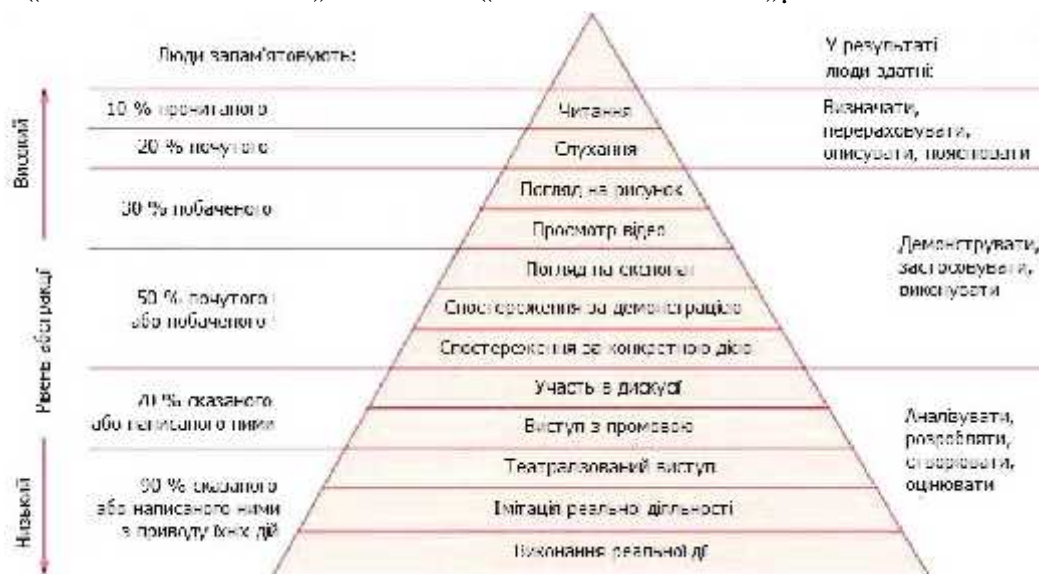 Люди запам'ятовують:
У результаті
люди здатні:
10 % прочитаного
Читання
Визначати,
перераховувати,
описувати, пояснювати
20 % почутого
Слухання
30 % побаченого
Погляд на рисунок
Просмотр відео
Демонструвати,
застосовувати,
виконувати
50 % почутого і
або побаченого
Погляд на експонат
Спостереження за демонстрацією
Спостереження за конкретною дією
70 % сказаного
або написаного ними
Участь в дискусії
Виступ з промовою
Аналізувати,
розробляти,
створювати,
оцінювати
90 % сказаного
або написаного ними
з приводу їхніх дій
Театралзований виступ
Імітація реальної діяльності
Виконання реальної дії
Високий
Рівень абстракції
Низький